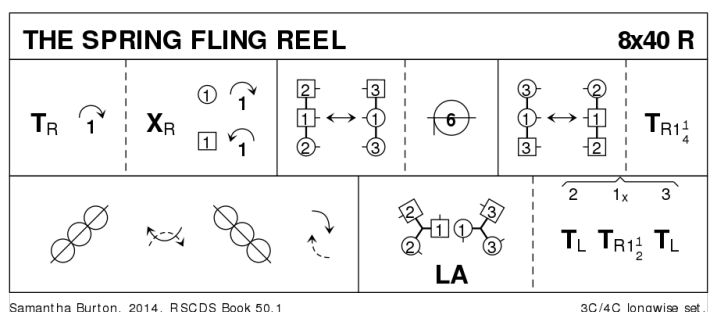 THE SPRING FLING REEL 8x40 R
TR 1 XR 1 1 1 1 2 1 2 ↔ 3 1 3 6 3 1 3 ↔ 2 1 2 TR1¼
2 1 2 LA 3 1 3 2 1x 3
TL TR1½ TL
Samantha Burton, 2014, RSCDS Book 50.1 3C/4C longwise set.